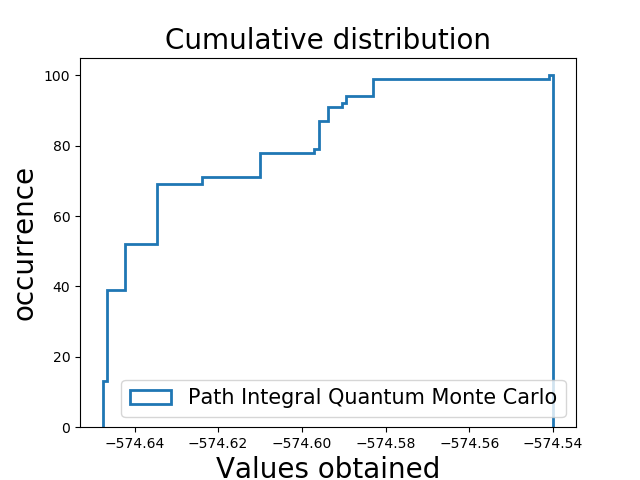 Cumulative distribution
100
80
60
40
20
0
occurrence
Path Integral Quantum Monte Carlo
−574.64 −574.62 −574.60 −574.58 −574.56 −574.54
Values obtained